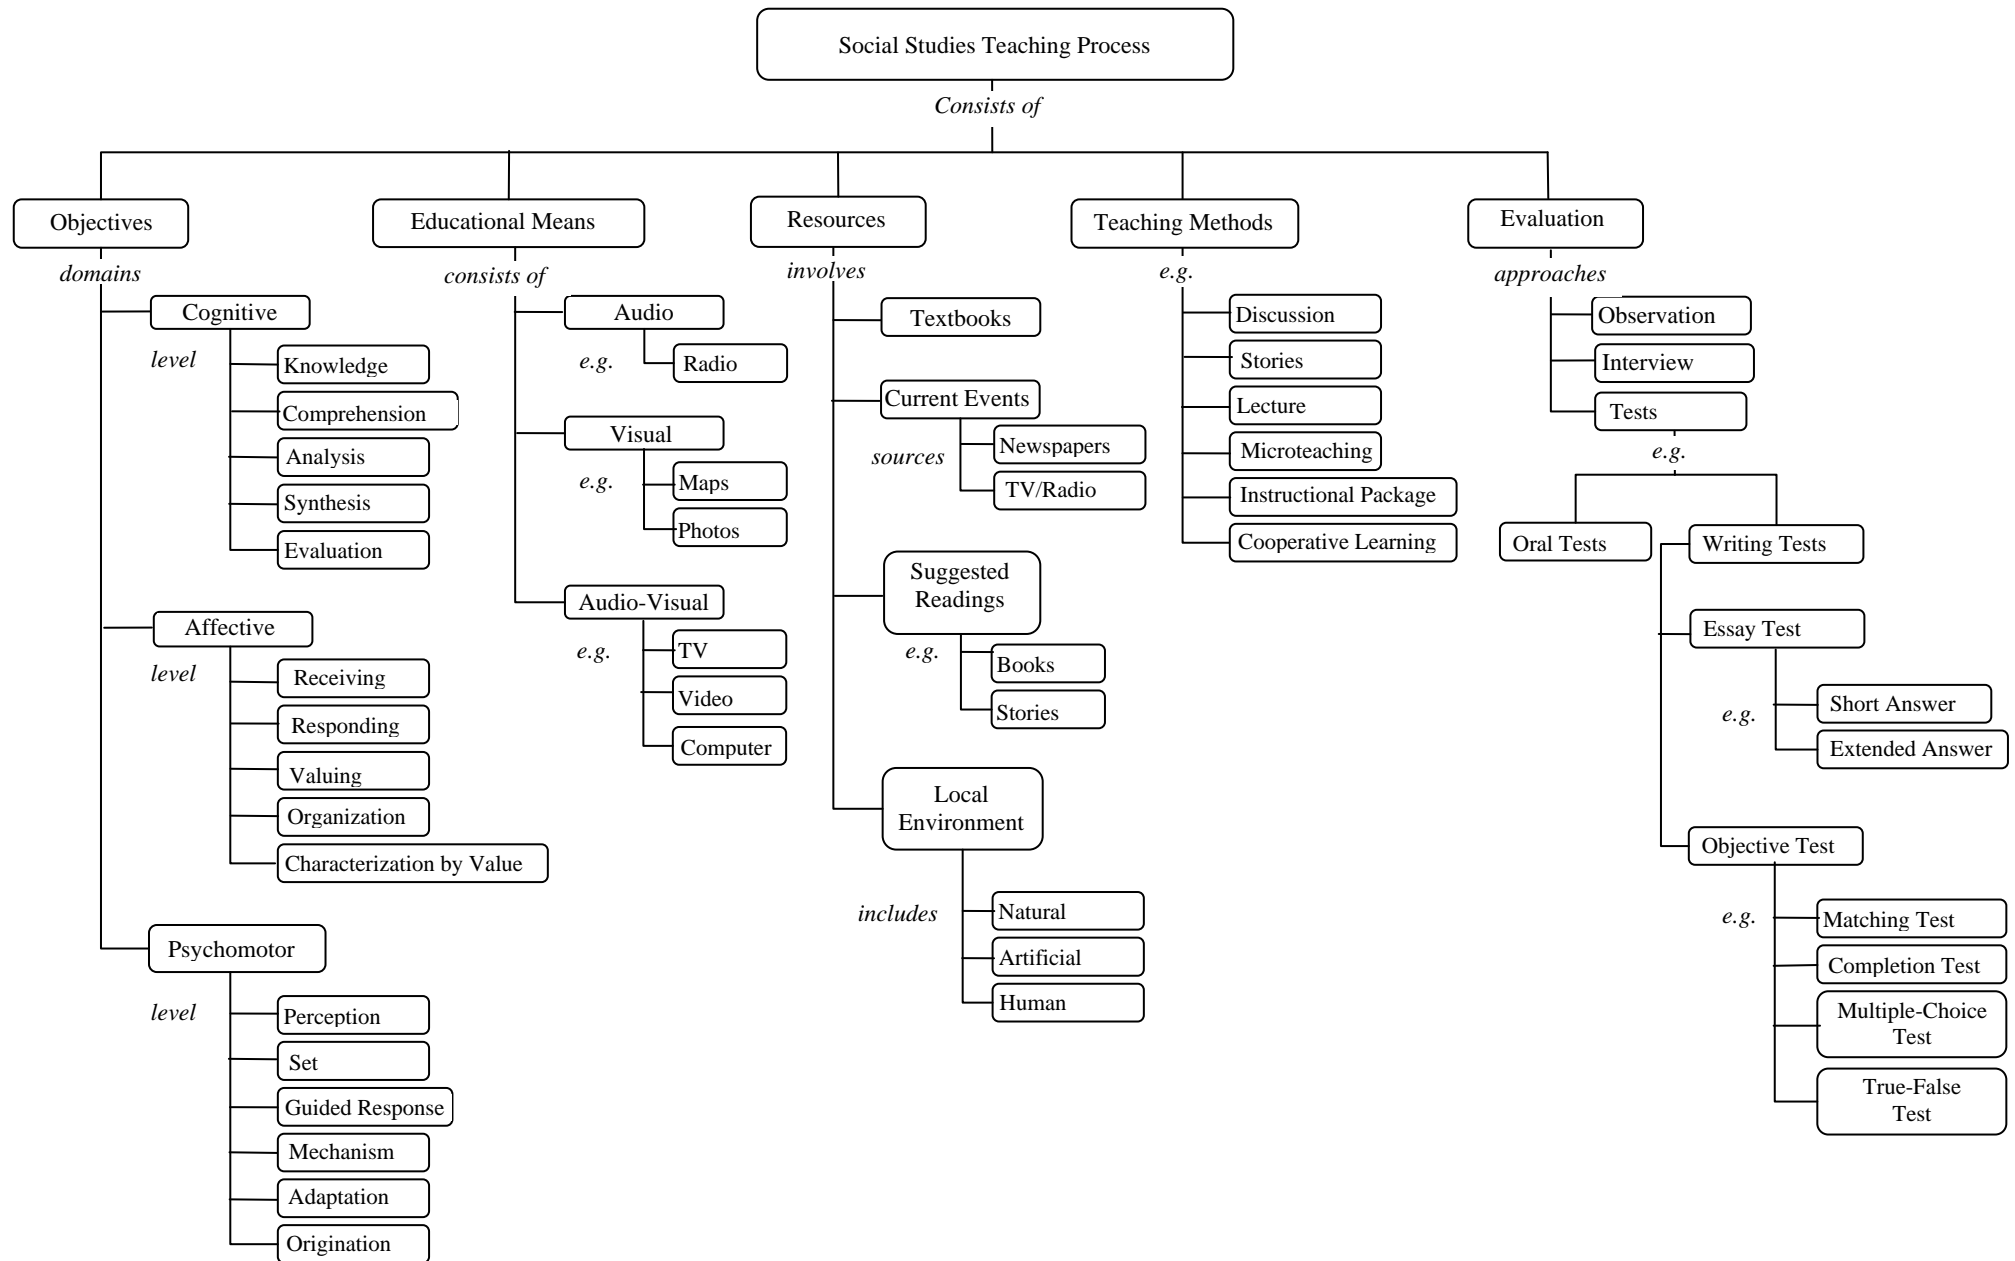 Social Studies Teaching Process
Consists of
Objectives
domains
Cognitive
level
Knowledge
Comprehension
Analysis
Synthesis
Evaluation
Affective
level
Receiving
Responding
Valuing
Organization
Characterization by Value
Psychomotor
level
Perception
Set
Guided Response
Mechanism
Adaptation
Origination
Educational Means
consists of
Audio
e.g.
Radio
Visual
e.g.
Maps
Photos
Audio-Visual
e.g.
TV
Video
Computer
Resources
involves
Textbooks
Current Events
sources
Newspapers
TV/Radio
Suggested
Readings
e.g.
Books
Stories
Local
Environment
includes
Natural
Artificial
Human
Teaching Methods
e.g.
Discussion
Stories
Lecture
Microteaching
Instructional Package
Cooperative Learning
Evaluation
approaches
Observation
Interview
Tests
e.g.
Oral Tests
Writing Tests
Essay Test
e.g.
Short Answer
Extended Answer
Objective Test
e.g.
Matching Test
Completion Test
Multiple-Choice
Test
True-False
Test